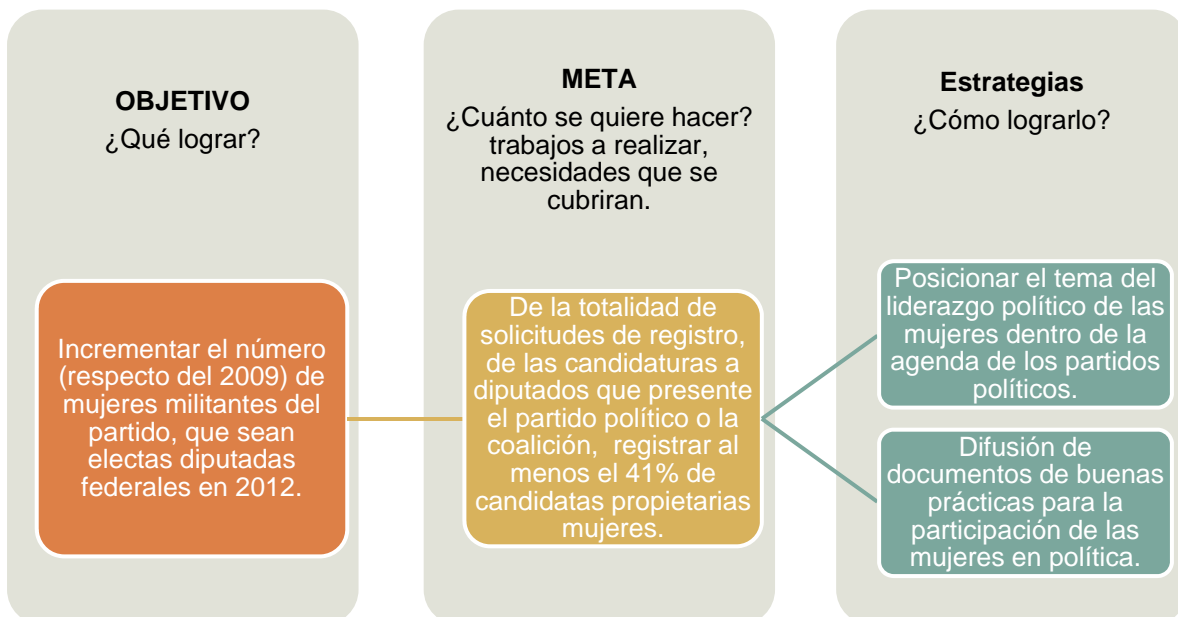 OBJETIVO
¿Qué lograr?
Incrementar el número
(respecto del 2009) de
mujeres militantes del
partido, que sean
electas diputadas
federales en 2012.
META
¿Cuánto se quiere hacer?
trabajos a realizar,
necesidades que se
cubriran.
De la totalidad de
solicitudes de registro,
de las candidaturas a
diputados que presente
el partido político o la
coalición, registrar al
menos el 41% de
candidatas propietarias
mujeres.
Estrategias
¿Cómo lograrlo?
Posicionar el tema del
liderazgo político de las
mujeres dentro de la
agenda de los partidos
políticos.
Difusión de
documentos de buenas
prácticas para la
participación de las
mujeres en política.